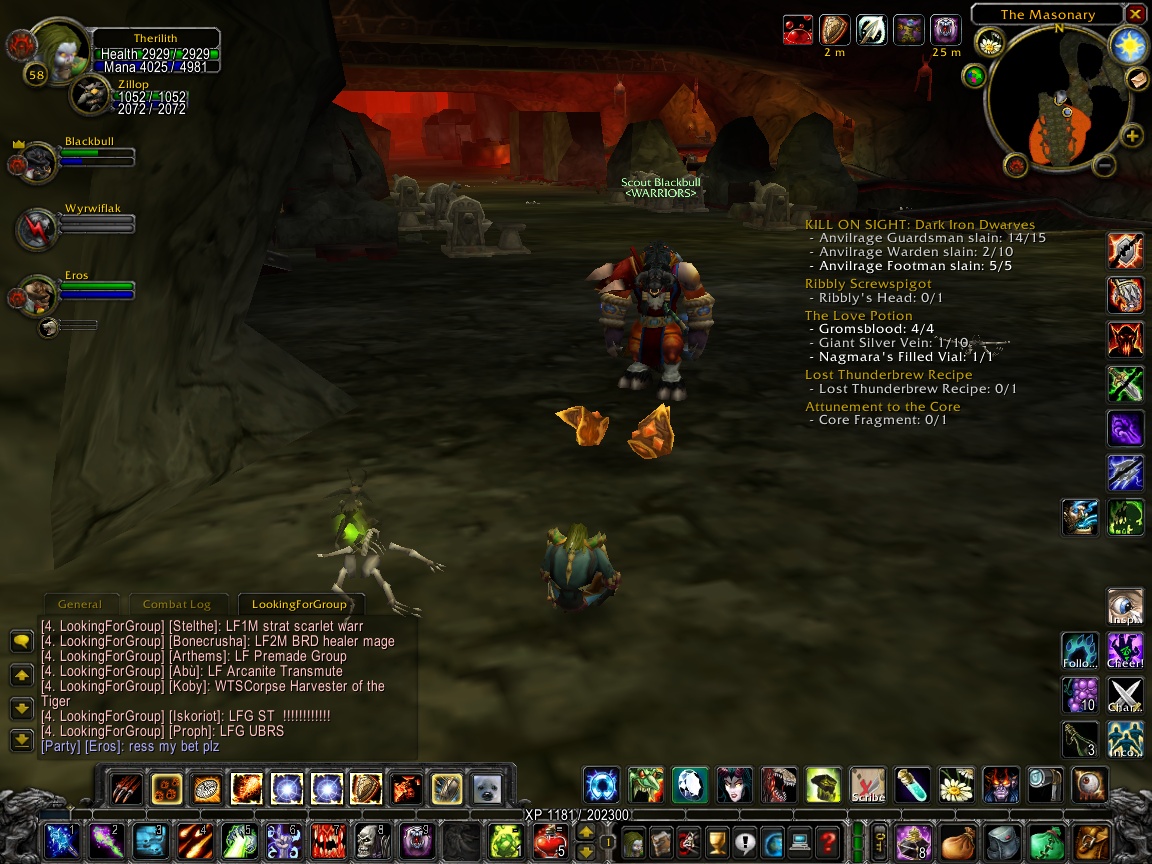 Therilith
Health 2929 / 2929
Mana 4025 / 4981
58
Zillop
1052 / 1052
2072 / 2072
Blackbull
Wyrwiflak
Eros
2 m
25 m
The Masonary
N
Scout Blackbull
<WARRIORS>
KILL ON SIGHT: Dark Iron Dwarves
- Anvilrage Guardsman slain: 14/15
- Anvilrage Warden slain: 2/10
- Anvilrage Footman slain: 5/5
Ribbly Screwspigot
- Ribbly's Head: 0/1
The Love Potion
- Gromsblood: 4/4
- Giant Silver Vein: 1/10
- Nagmara's Filled Vial: 1/1
Lost Thunderbrew Recipe
- Lost Thunderbrew Recipe: 0/1
Attunement to the Core
- Core Fragment: 0/1
General
Combat Log
LookingForGroup
[4. LookingForGroup] [Stelthe]: LF1M strat scarlet warr
[4. LookingForGroup] [Bonecrusha]: LF2M BRD healer mage
[4. LookingForGroup] [Arthems]: LF Premade Group
[4. LookingForGroup] [Abù]: LF Arcanite Transmute
[4. LookingForGroup] [Koby]: WTSCorpse Harvester of the
Tiger
[4. LookingForGroup] [Iskoriot]: LFG ST !!!!!!!!!!!!
[4. LookingForGroup] [Proph]: LFG UBRS
[Party] [Eros]: ress my bet plz
Follo...
Cheer!
10
Char...
3
Scribe
XP 1181 / 202300
1
2
3
4
5
6
7
8
9
5
1
18